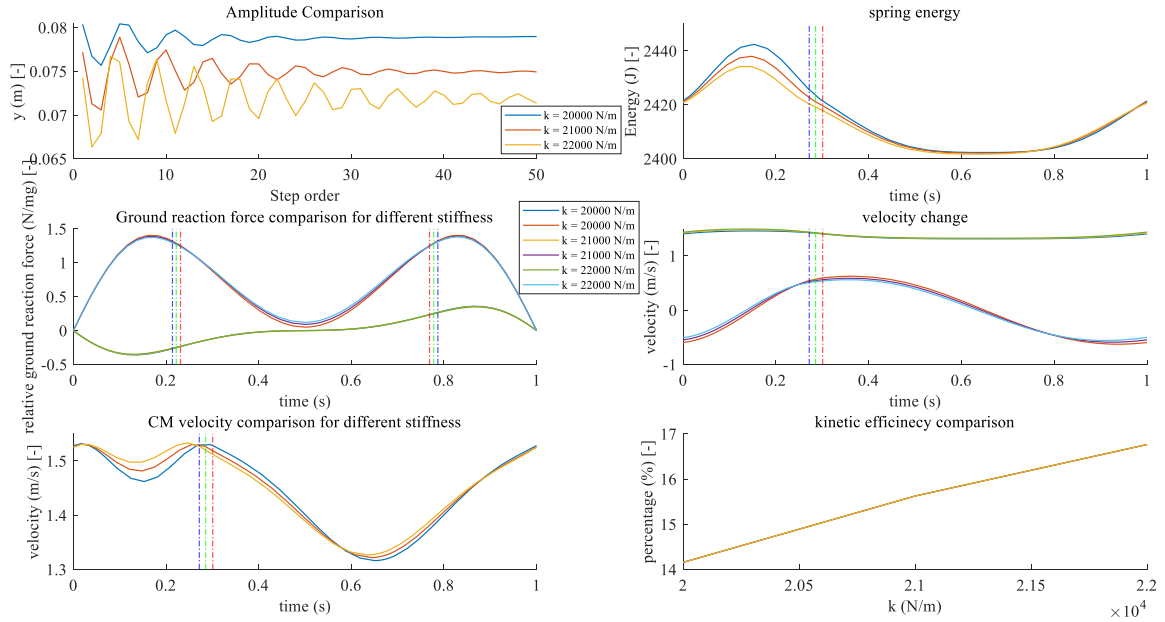 Amplitude Comparison
0.08
0.075
0.07
0.065
y (m) [-]
0
10
20
30
40
50
Step order
k = 20000 N/m
k = 21000 N/m
k = 22000 N/m
spring energy
2440
2420
2400
Energy (J) [-]
0
0.2
0.4
0.6
0.8
1
time (s)
Ground reaction force comparison for different stiffness
1.5
1
0.5
0
-0.5
relative ground reaction force (N/mg) [-]
0
0.2
0.4
0.6
0.8
1
time (s)
k = 20000 N/m
k = 20000 N/m
k = 21000 N/m
k = 21000 N/m
k = 22000 N/m
k = 22000 N/m
velocity change
1
0
-1
velocity (m/s) [-]
0
0.2
0.4
0.6
0.8
1
time (s)
CM velocity comparison for different stiffness
1.5
1.4
1.3
velocity (m/s) [-]
0
0.2
0.4
0.6
0.8
1
time (s)
kinetic efficinecy comparison
17
16
15
14
percentage (%) [-]
2
2.05
2.1
2.15
2.2
k (N/m)
×10⁴